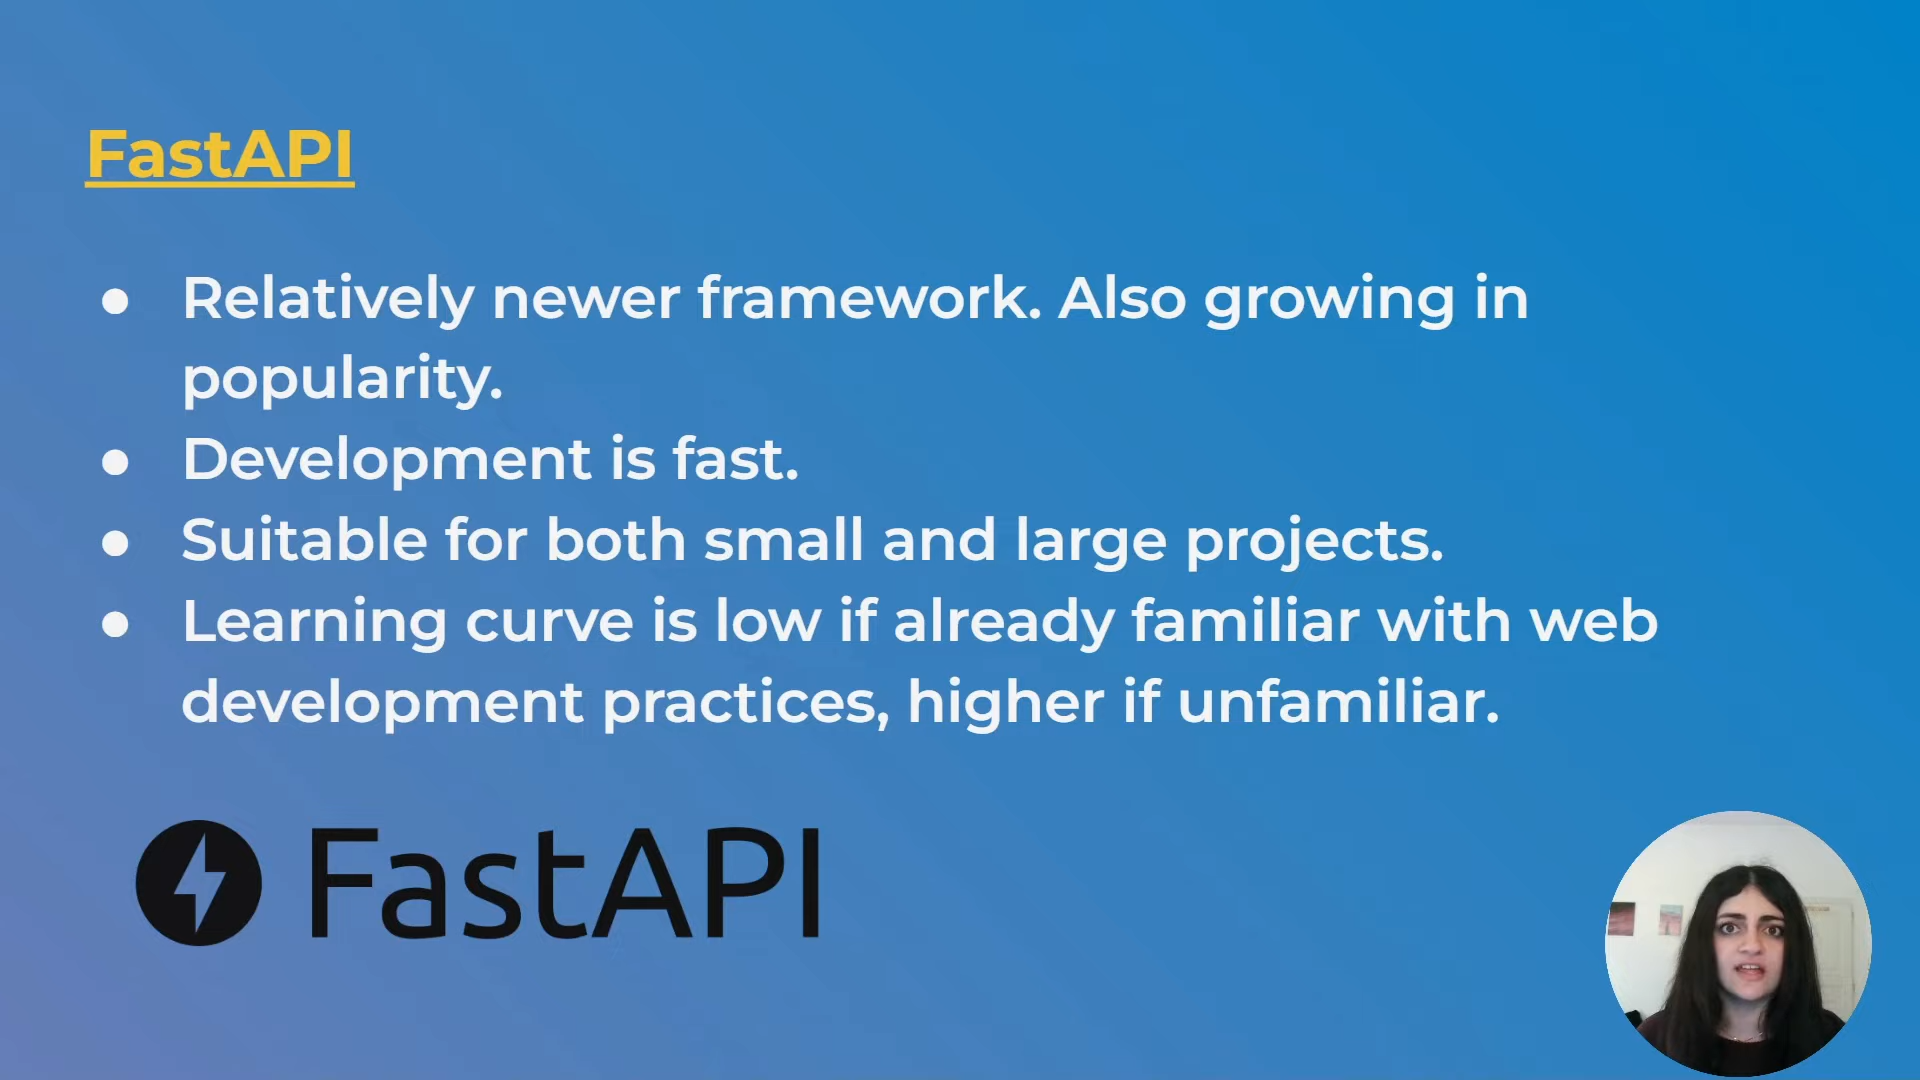 FastAPI
● Relatively newer framework. Also growing in
popularity.
● Development is fast.
● Suitable for both small and large projects.
● Learning curve is low if already familiar with web
development practices, higher if unfamiliar.
FastAPI